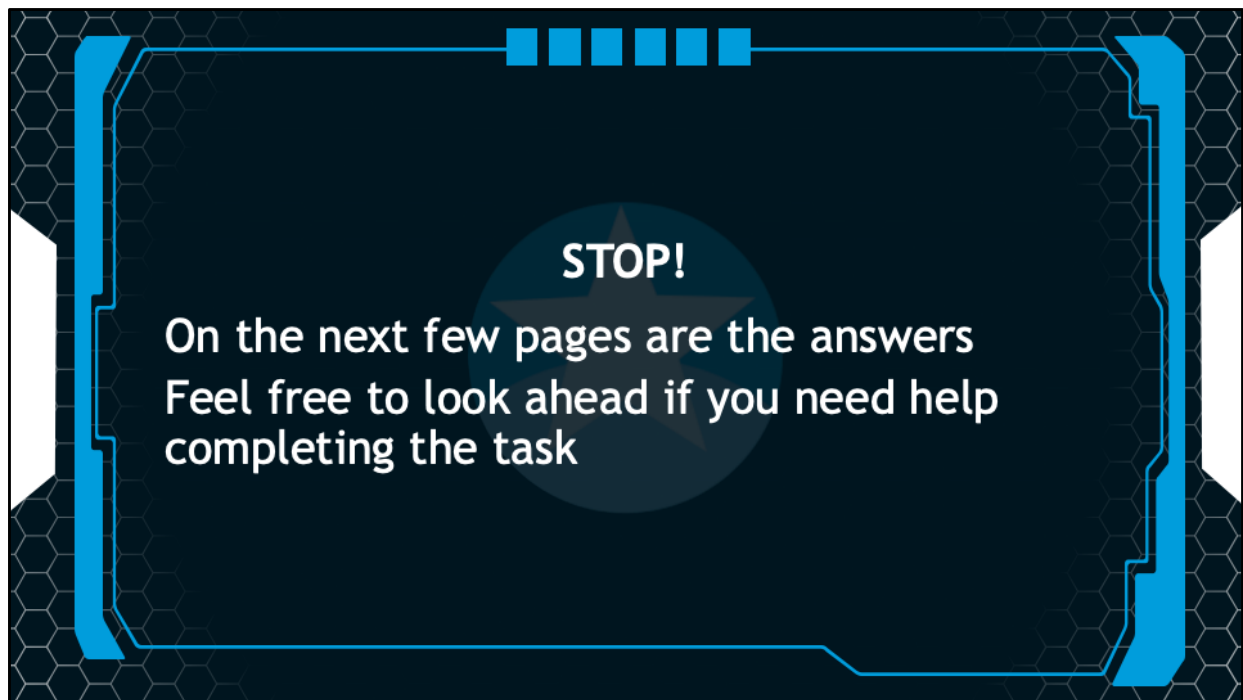 STOP!
On the next few pages are the answers
Feel free to look ahead if you need help
completing the task